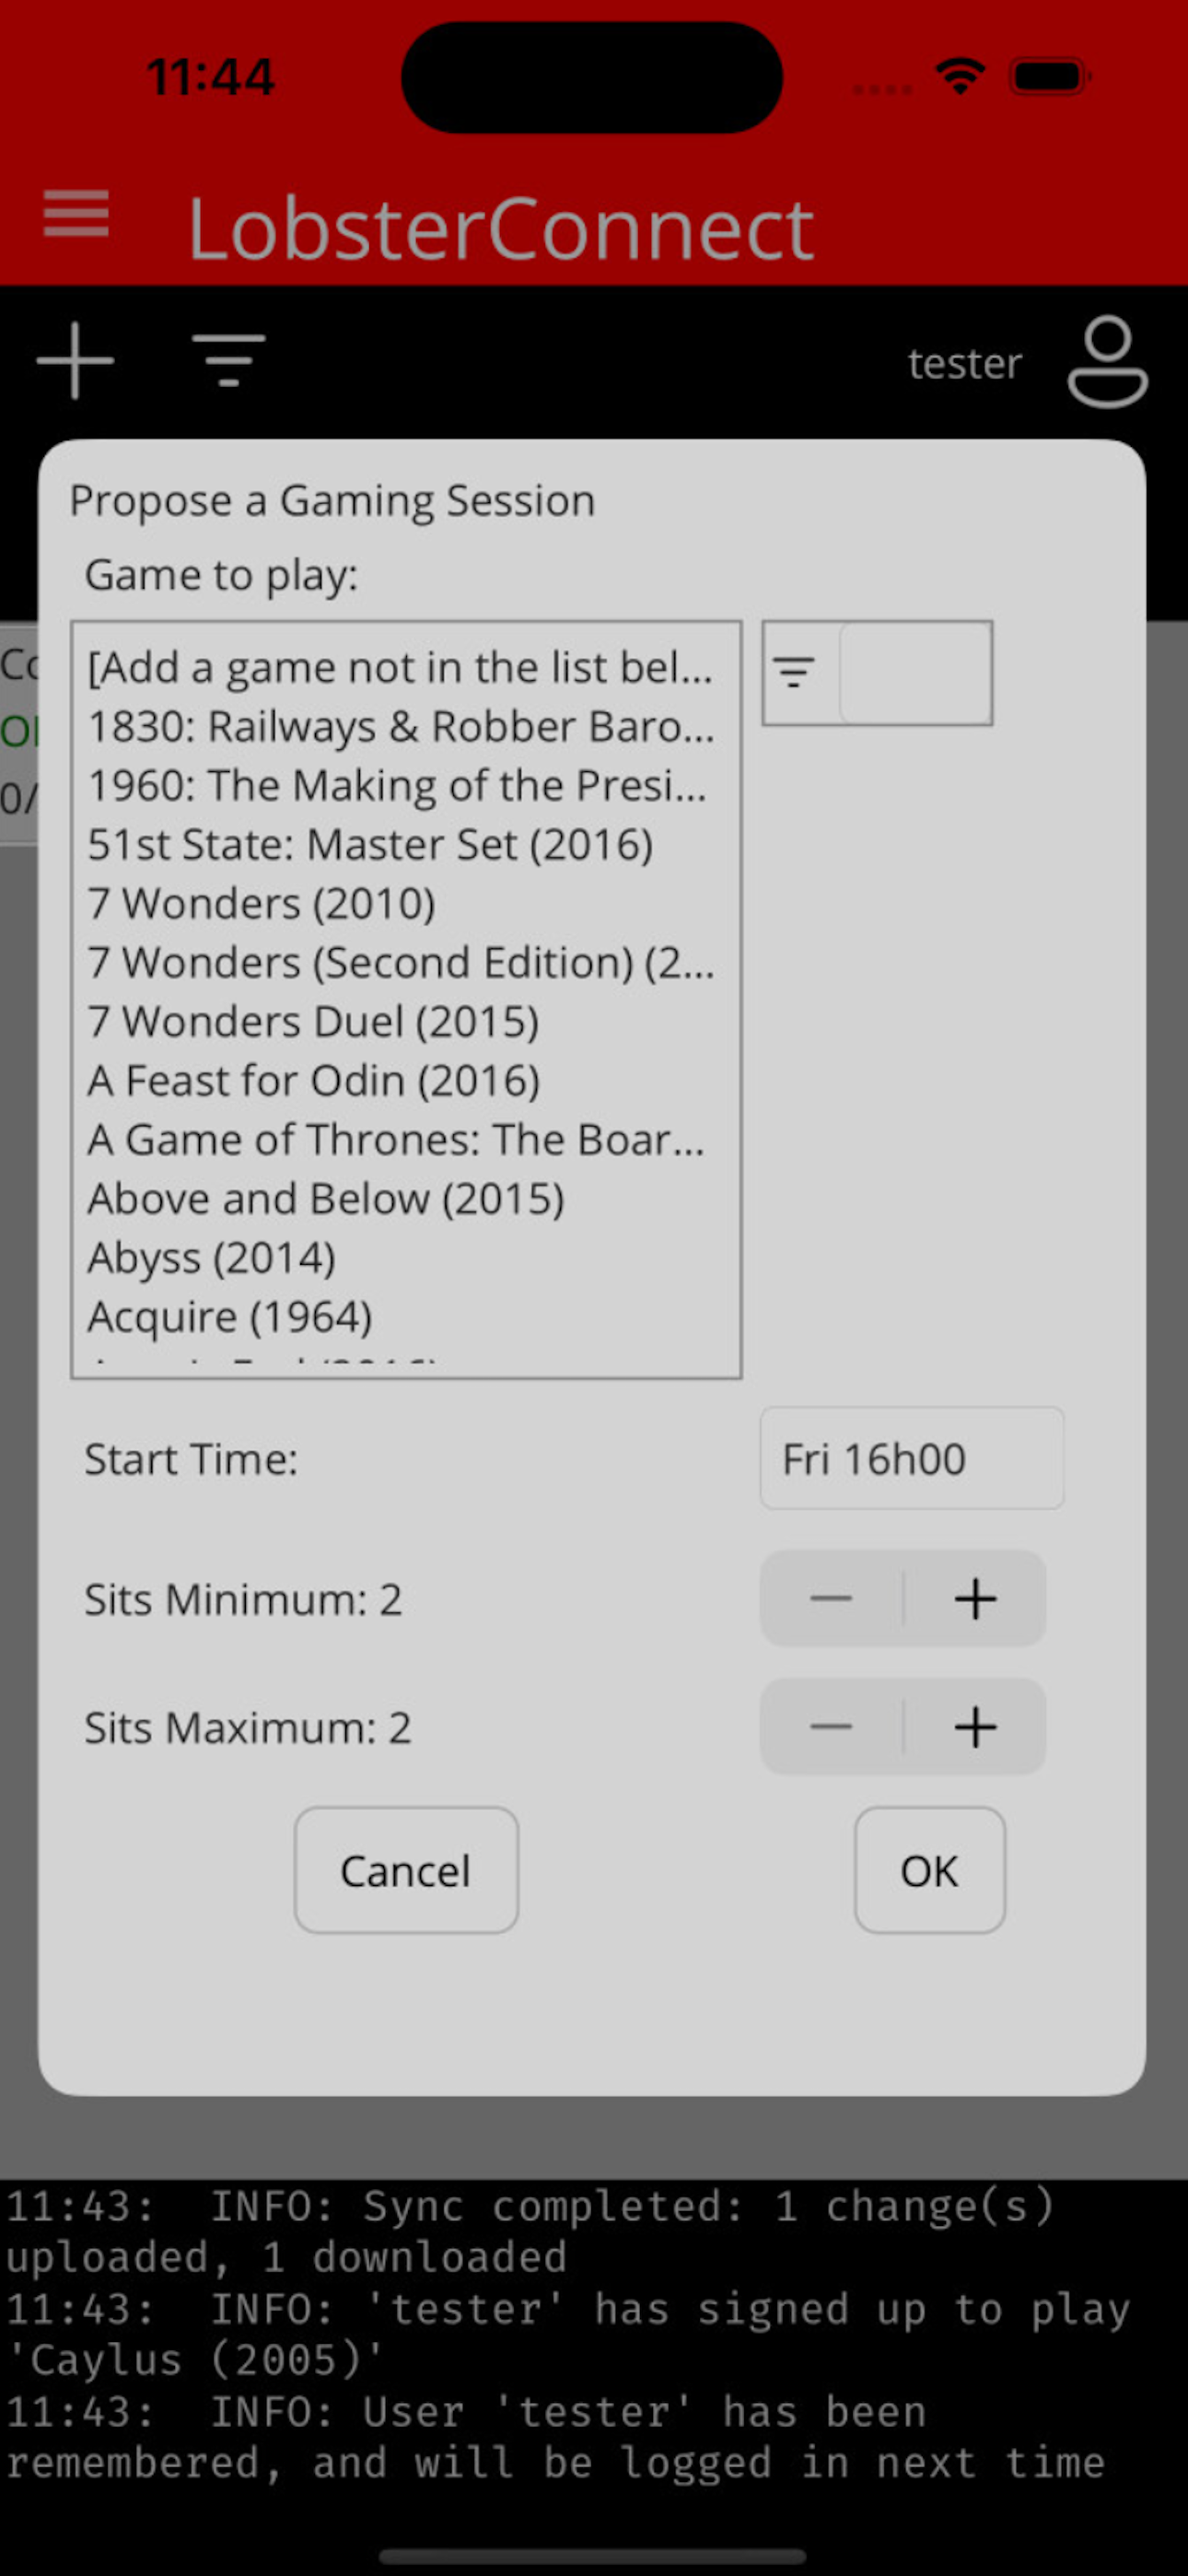 11:44
LobsterConnect
tester
Propose a Gaming Session
Game to play:
[Add a game not in the list bel...
1830: Railways & Robber Baro...
1960: The Making of the Presi...
51st State: Master Set (2016)
7 Wonders (2010)
7 Wonders (Second Edition) (2...
7 Wonders Duel (2015)
A Feast for Odin (2016)
A Game of Thrones: The Boar...
Above and Below (2015)
Abyss (2014)
Acquire (1964)
Start Time:
Fri 16h00
Sits Minimum: 2
Sits Maximum: 2
Cancel
OK
11:43: INFO: Sync completed: 1 change(s)
uploaded, 1 downloaded
11:43: INFO: 'tester' has signed up to play
'Caylus (2005)'
11:43: INFO: User 'tester' has been
remembered, and will be logged in next time